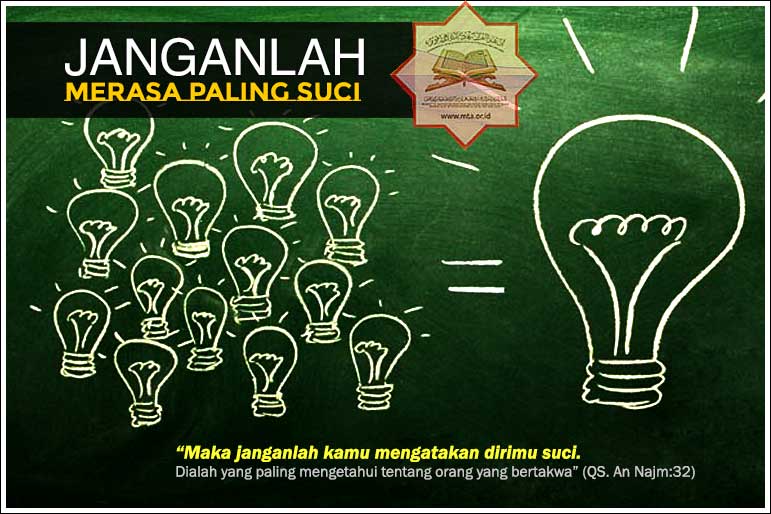 JANGANLAH
MERASA PALING SUCI
www.mta.or.id
“Maka janganlah kamu mengatakan dirimu suci.
Dialah yang paling mengetahui tentang orang yang bertakwa” (QS. An Najm:32)